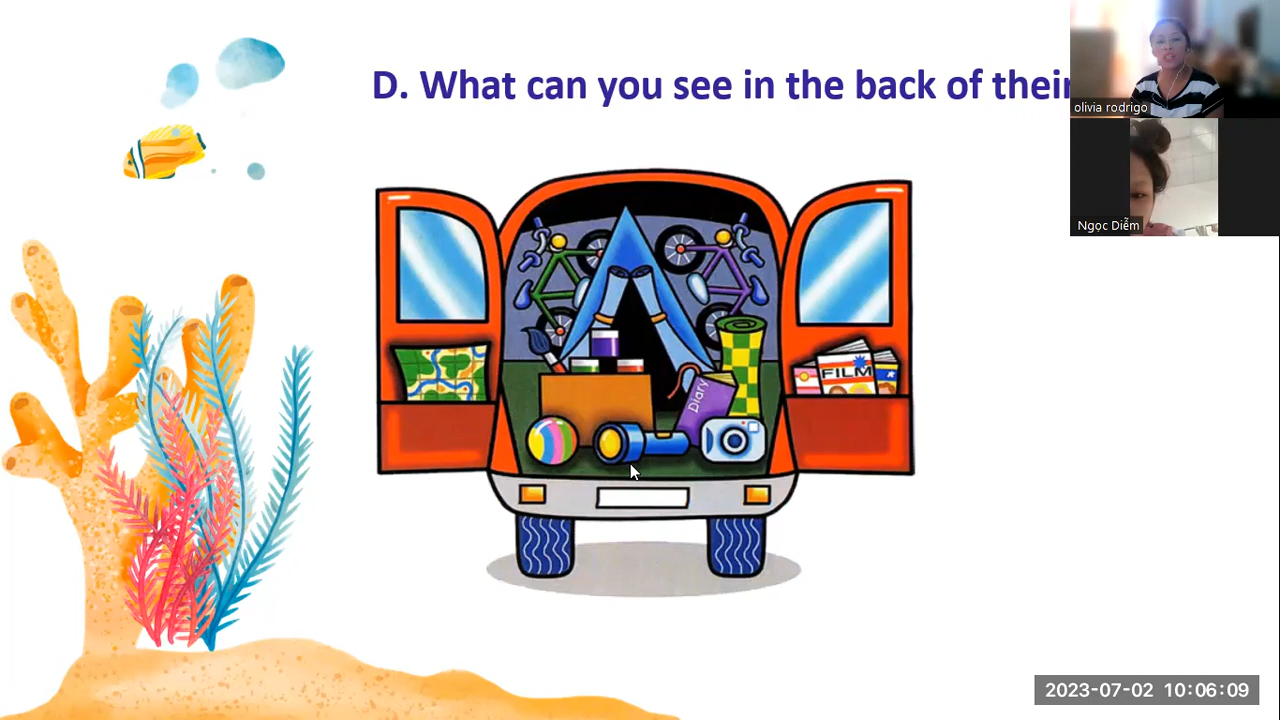 D. What can you see in the back of their
olivia rodrigo
Ngọc Diễm
FILM
Diary
2023-07-02 10:06:09